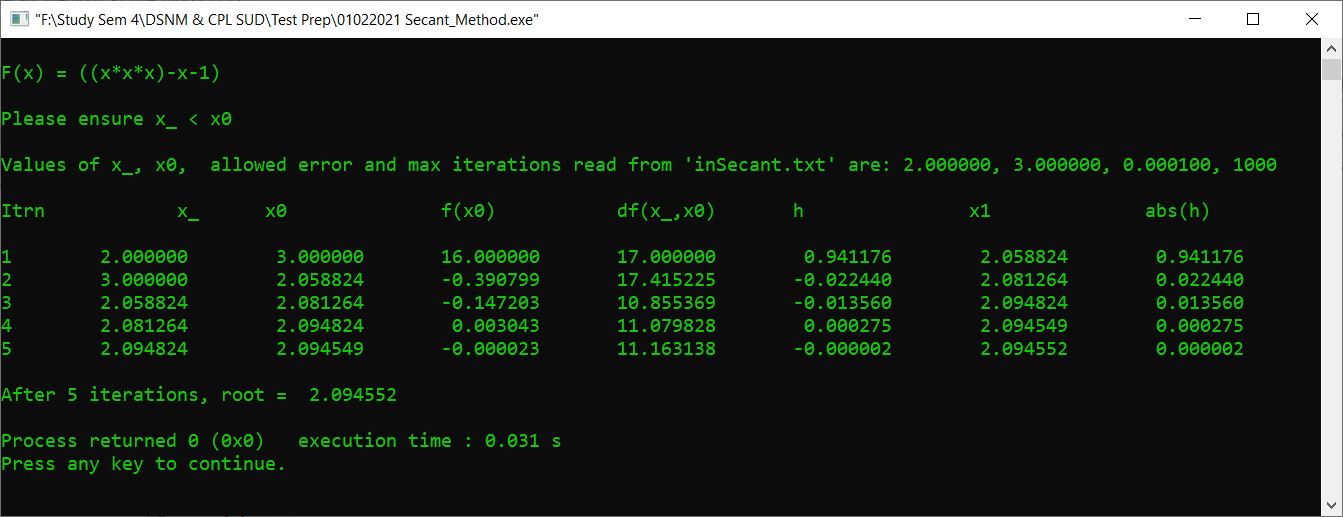 "F:\Study Sem 4\DSNM & CPL SUD\Test Prep\01022021 Secant_Method.exe"
F(x) = ((x*x*x)-x-1)
Please ensure x_ < x0
Values of x_, x0,  allowed error and max iterations read from 'inSecant.txt' are: 2.000000, 3.000000, 0.000100, 1000
Itrn x_ x0 f(x0) df(x_,x0) h x1 abs(h)
1 2.000000 3.000000 16.000000 17.000000 0.941176 2.058824 0.941176
2 3.000000 2.058824 -0.390799 17.415225 -0.022440 2.081264 0.022440
3 2.058824 2.081264 -0.147203 10.855369 -0.013560 2.094824 0.013560
4 2.081264 2.094824 0.003043 11.079828 0.000275 2.094549 0.000275
5 2.094824 2.094549 -0.000023 11.163138 -0.000002 2.094552 0.000002
After 5 iterations, root =  2.094552
Process returned 0 (0x0)   execution time : 0.031 s
Press any key to continue.